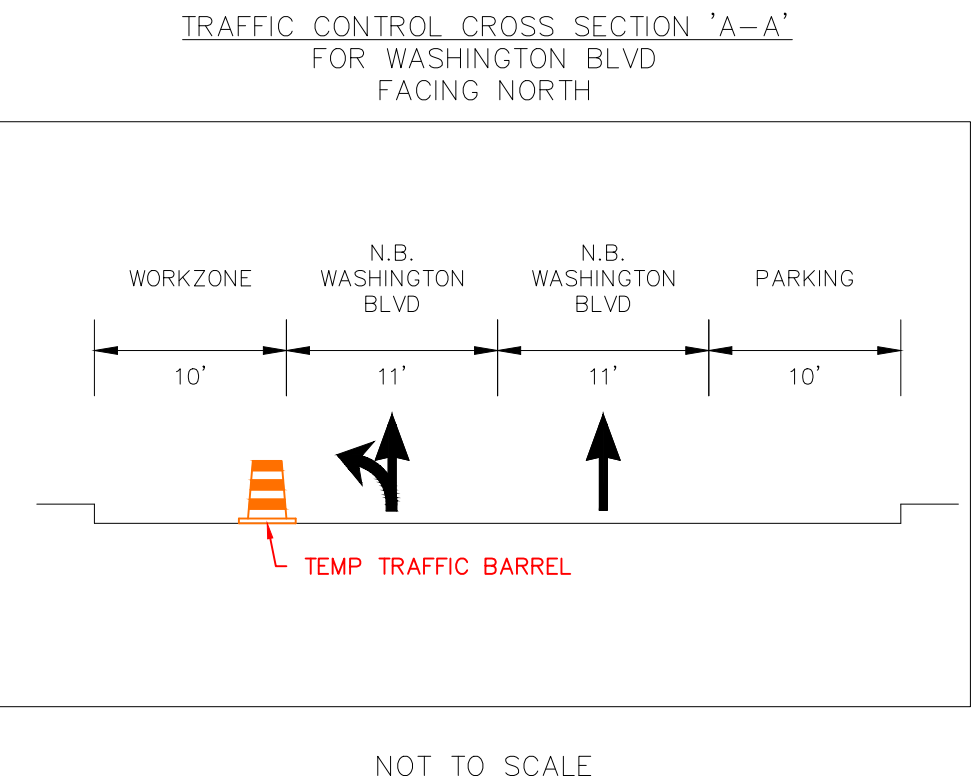 TRAFFIC CONTROL CROSS SECTION 'A-A'
FOR WASHINGTON BLVD
FACING NORTH
WORKZONE
N.B.
WASHINGTON
BLVD
N.B.
WASHINGTON
BLVD
PARKING
10'
11'
11'
10'
TEMP TRAFFIC BARREL
NOT TO SCALE